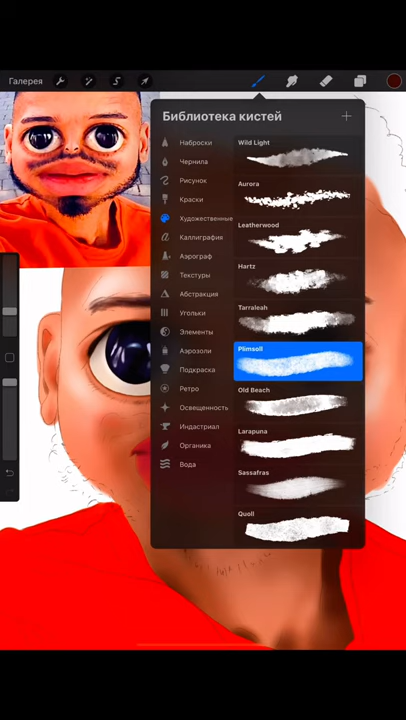 Галерея
Библиотека кистей
Наброски
Чернила
Рисунок
Краски
Художественные
Каллиграфия
Аэрограф
Текстуры
Абстракция
Угольки
Элементы
Аэрозоли
Подкраска
Ретро
Освещенность
Индастриал
Органика
Вода
Wild Light
Aurora
Leatherwood
Hartz
Tarraleah
Plimsoll
Old Beach
Larapuna
Sassafras
Quoll